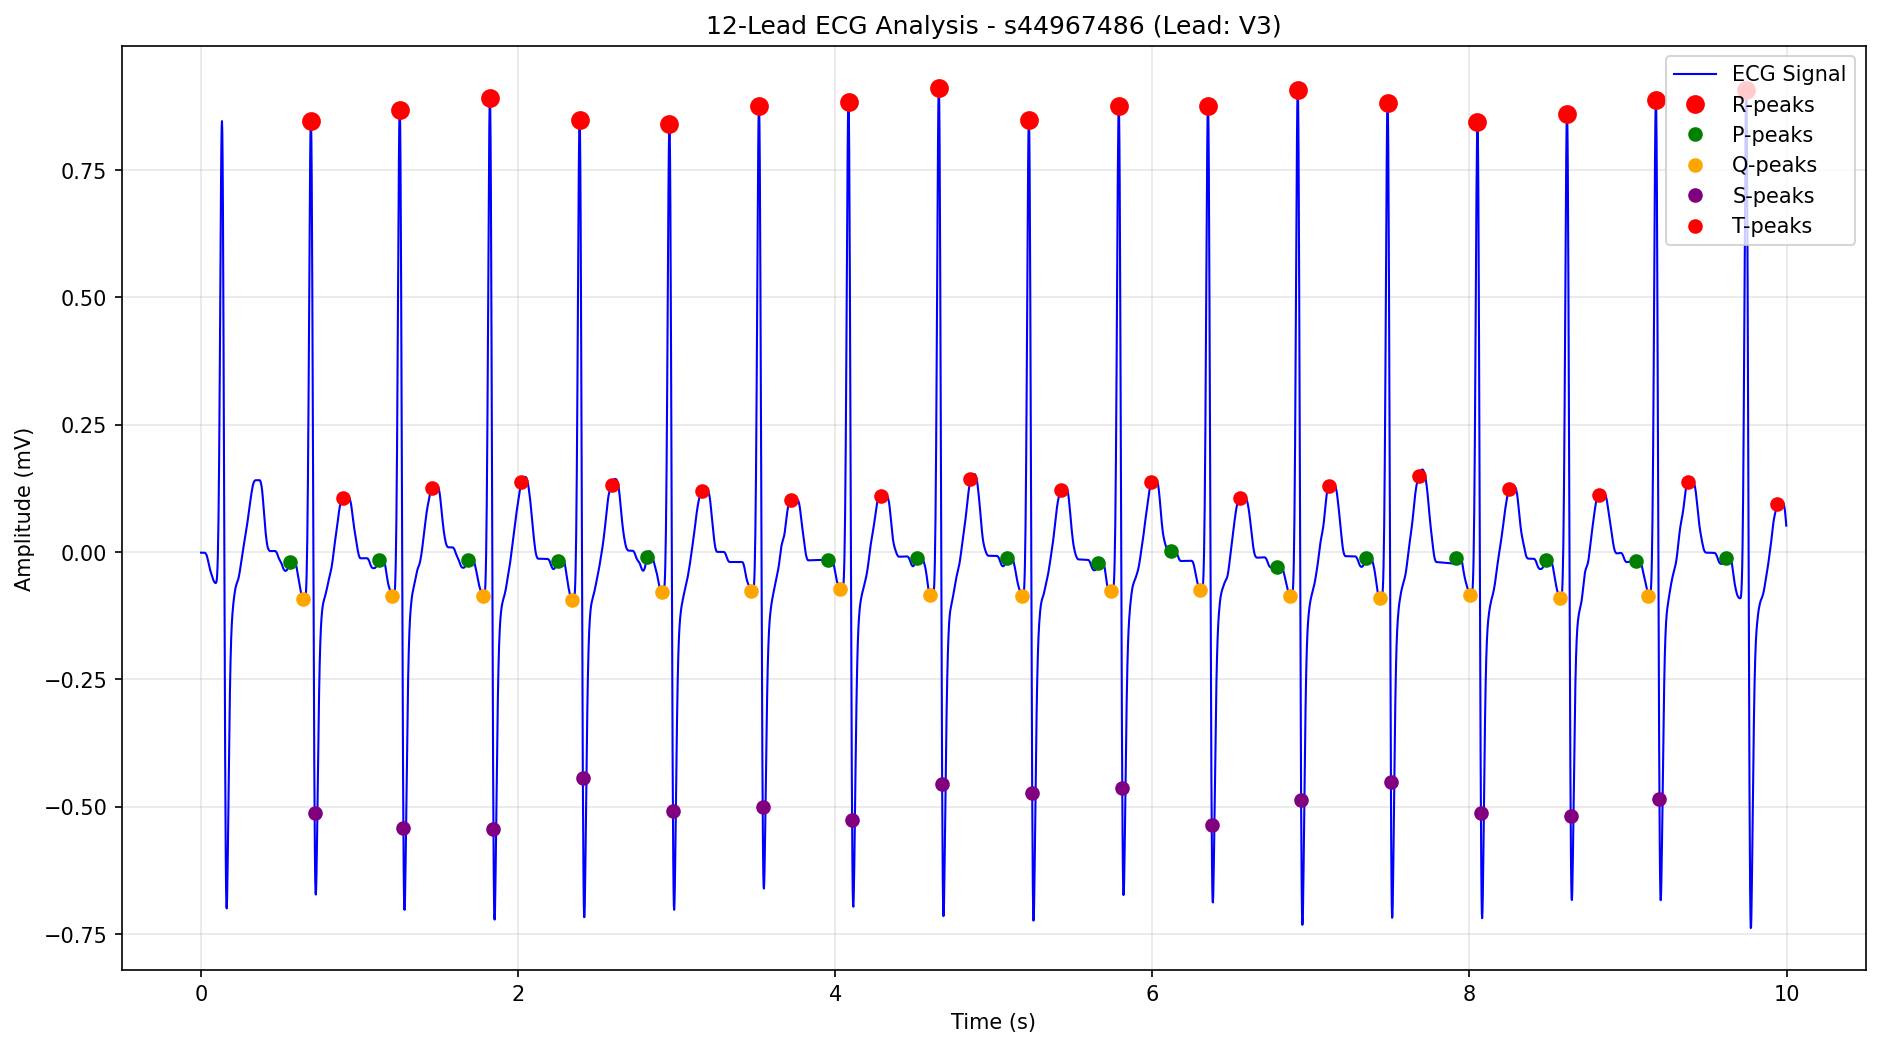 12-Lead ECG Analysis - s44967486 (Lead: V3)
ECG Signal
R-peaks
P-peaks
Q-peaks
S-peaks
T-peaks
Amplitude (mV)
0.75
0.50
0.25
0.00
−0.25
−0.50
−0.75
0 2 4 6 8 10
Time (s)